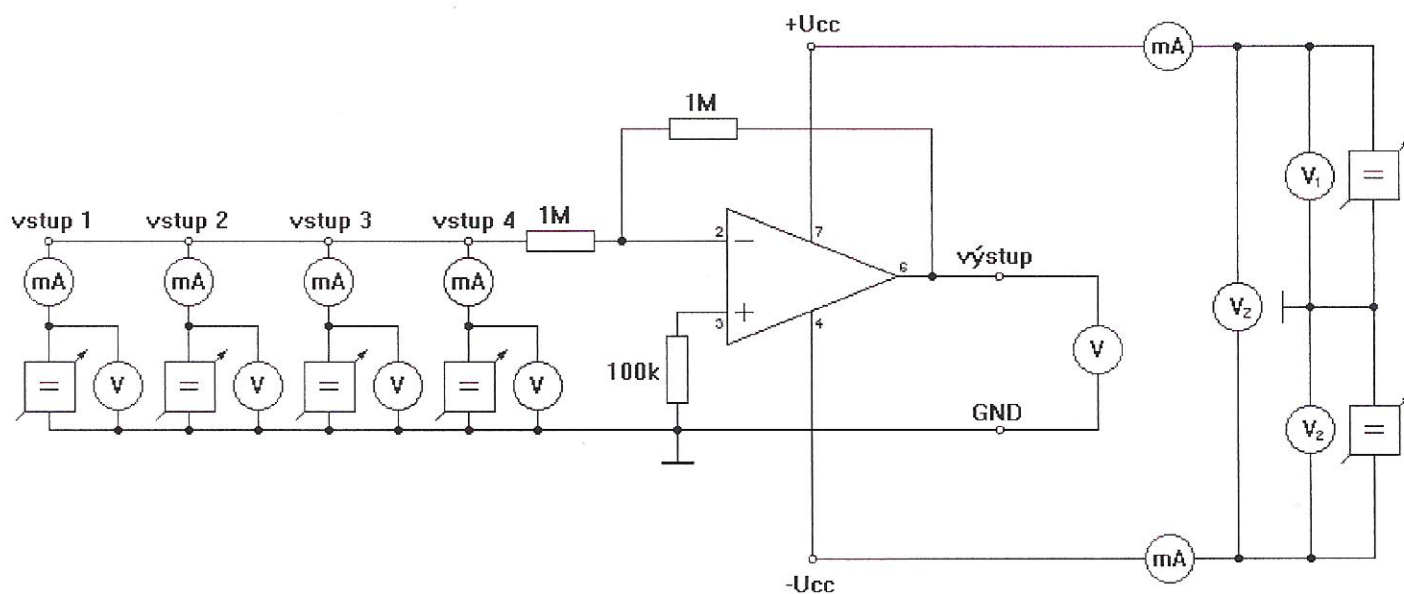 +Ucc
mA
1M
7
V₁
=
vstup 1 vstup 2 vstup 3 vstup 4
1M
2
−
6
výstup
mA mA mA mA
+
3
4
V₂
V
= V = V = V = V
100k
GND
V₂
=
-Ucc
mA